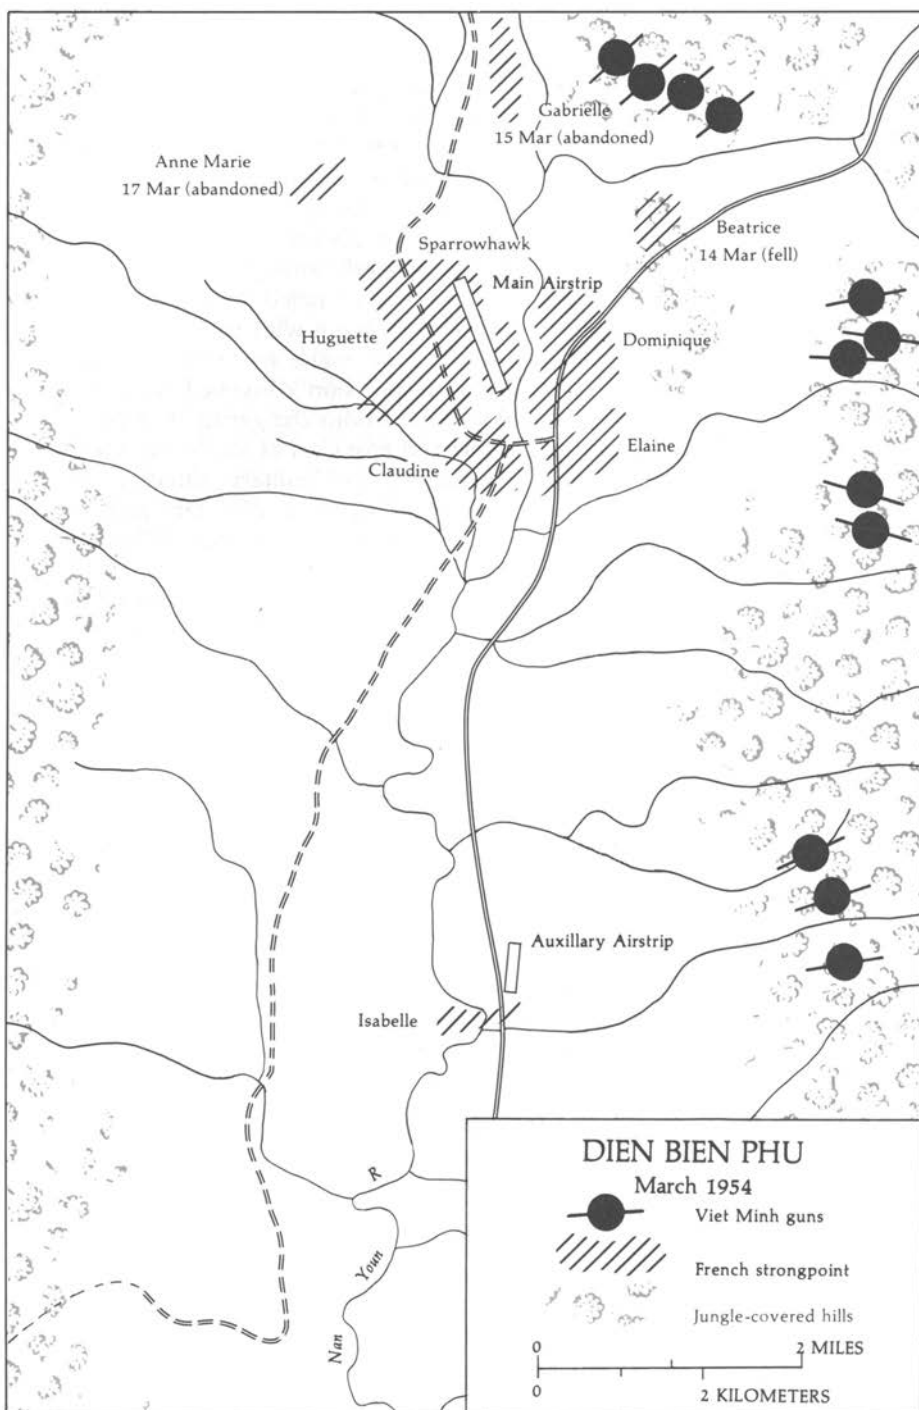 Gabrielle
15 Mar (abandoned)
Anne Marie
17 Mar (abandoned)
Beatrice
14 Mar (fell)
Sparrowhawk
Main Airstrip
Huguette
Dominique
Elaine
Claudine
Auxillary Airstrip
Isabelle
Nan Youn R
DIEN BIEN PHU
March 1954
Viet Minh guns
French strongpoint
Jungle-covered hills
0 2 MILES
0 2 KILOMETERS